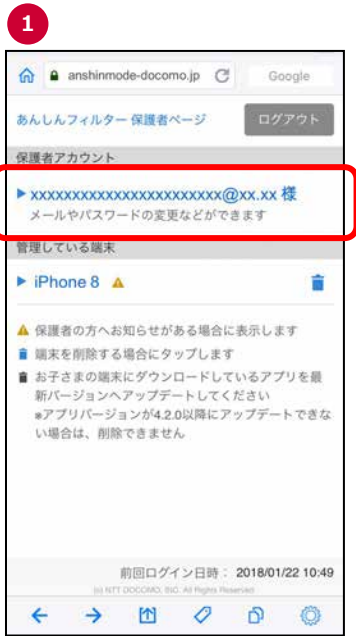 1
anshinmode-docomo.jp
Google
あんしんフィルター 保護者ページ
ログアウト
保護者アカウント
xxxxxxxxxxxxxxxxxxxxxxx@xx.xx 様
メールやパスワードの変更などができます
管理している端末
iPhone 8
保護者の方へお知らせがある場合に表示します
端末を削除する場合にタップします
お子さまの端末にダウンロードしているアプリを最
新バージョンへアップデートしてください
※アプリバージョンが4.2.0以降にアップデートできな
い場合は、削除できません
前回ログイン日時： 2018/01/22 10:49
(c) NTT DOCOMO, INC. All Rights Reserved